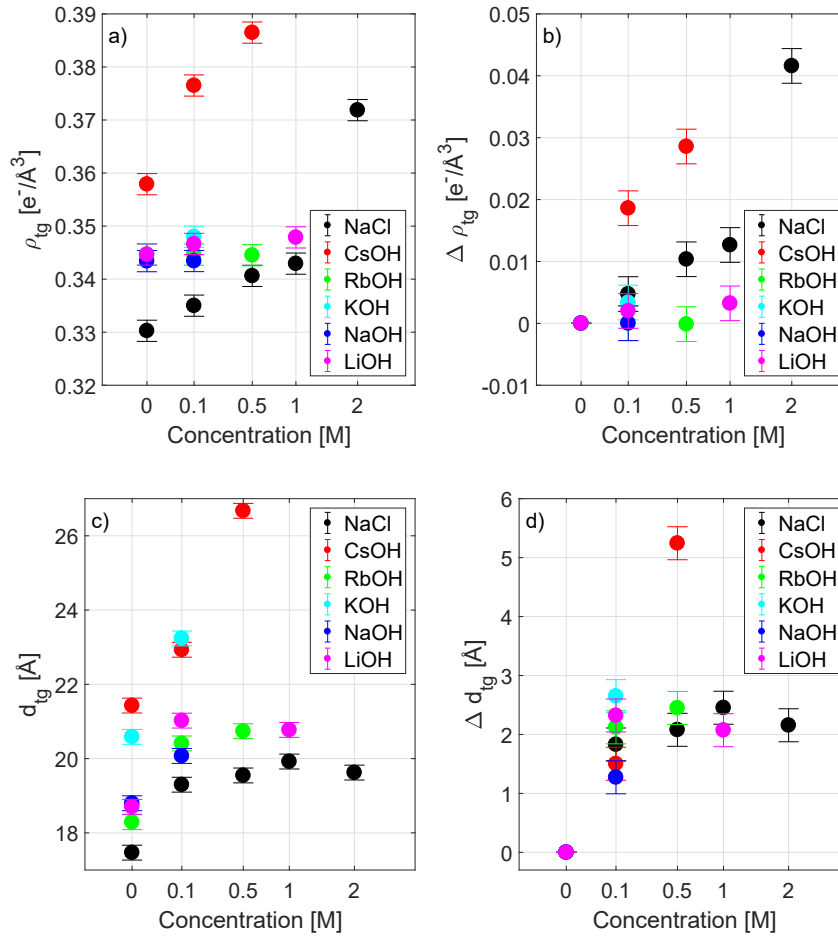 a)
0.39
0.38
0.37
0.36
0.35
0.34
0.33
0.32
ρtg [e-/Å3]
0 0.1 0.5 1 2
Concentration [M]
NaCl
CsOH
RbOH
KOH
NaOH
LiOH
b)
0.05
0.04
0.03
0.02
0.01
0
-0.01
Δ ρtg [e-/Å3]
0 0.1 0.5 1 2
Concentration [M]
NaCl
CsOH
RbOH
KOH
NaOH
LiOH
c)
26
24
22
20
18
dtg [Å]
0 0.1 0.5 1 2
Concentration [M]
NaCl
CsOH
RbOH
KOH
NaOH
LiOH
d)
6
5
4
3
2
1
0
Δ dtg [Å]
0 0.1 0.5 1 2
Concentration [M]
NaCl
CsOH
RbOH
KOH
NaOH
LiOH